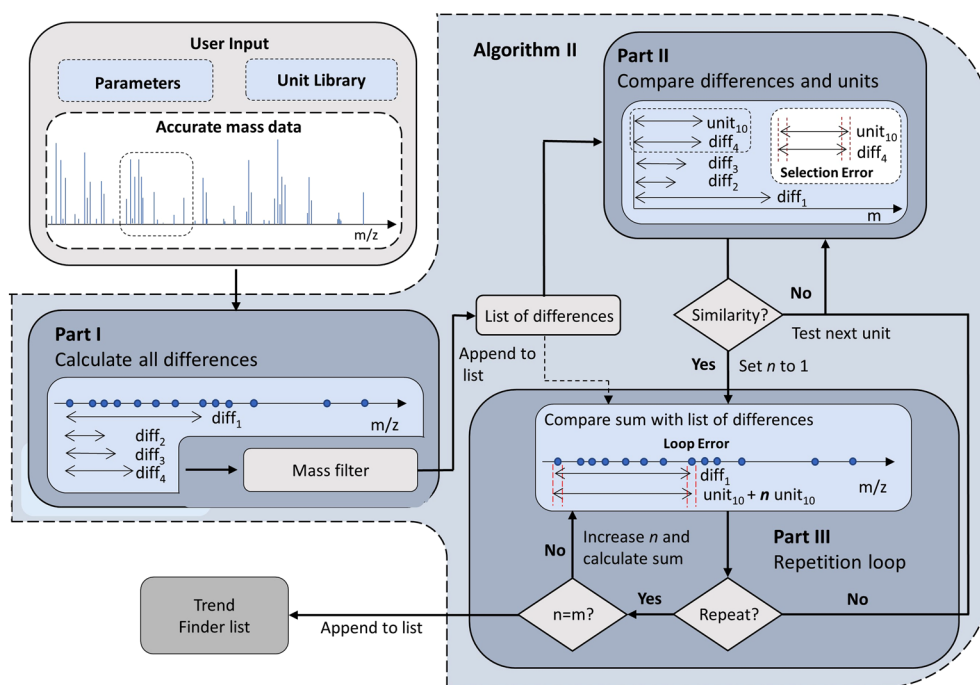 User Input
Parameters
Unit Library
Accurate mass data
m/z
Algorithm II
Part II
Compare differences and units
unit10
diff4
diff3
diff2
diff1
m
unit10
diff4
Selection Error
Part I
Calculate all differences
diff1
m/z
diff2
diff3
diff4
Mass filter
List of differences
Append to
list
Similarity?
No
Test next unit
Yes
Set n to 1
Compare sum with list of differences
Loop Error
diff1
m/z
unit10 + n unit10
Part III
Repetition loop
No
Increase n and
calculate sum
n=m?
Yes
Repeat?
No
Append to list
Trend
Finder list